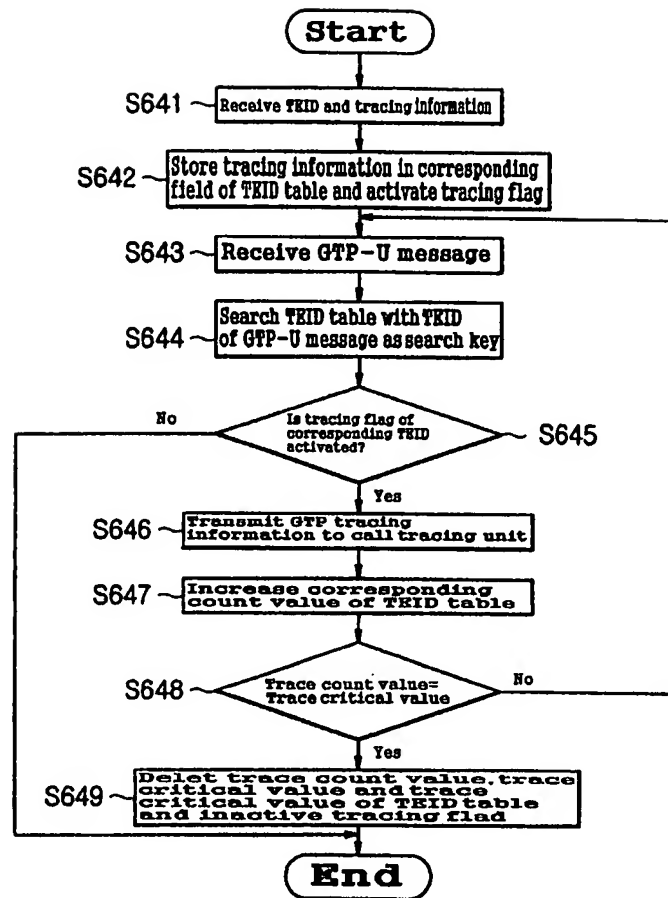 Start
S641
Receive TEID and tracing information
S642
Store tracing information in corresponding
field of TEID table and activate tracing flag
S643
Receive GTP-U message
S644
Search TEID table with TEID
of GTP-U message as search key
No
Is tracing flag of
corresponding TEID
activated?
S645
Yes
S646
Transmit GTP tracing
information to call tracing unit
S647
Increase corresponding
count value of TEID table
S648
Trace count value=
Trace critical value
No
Yes
S649
Delet trace count value, trace
critical value and trace
critical value of TEID table
and inactive tracing flad
End